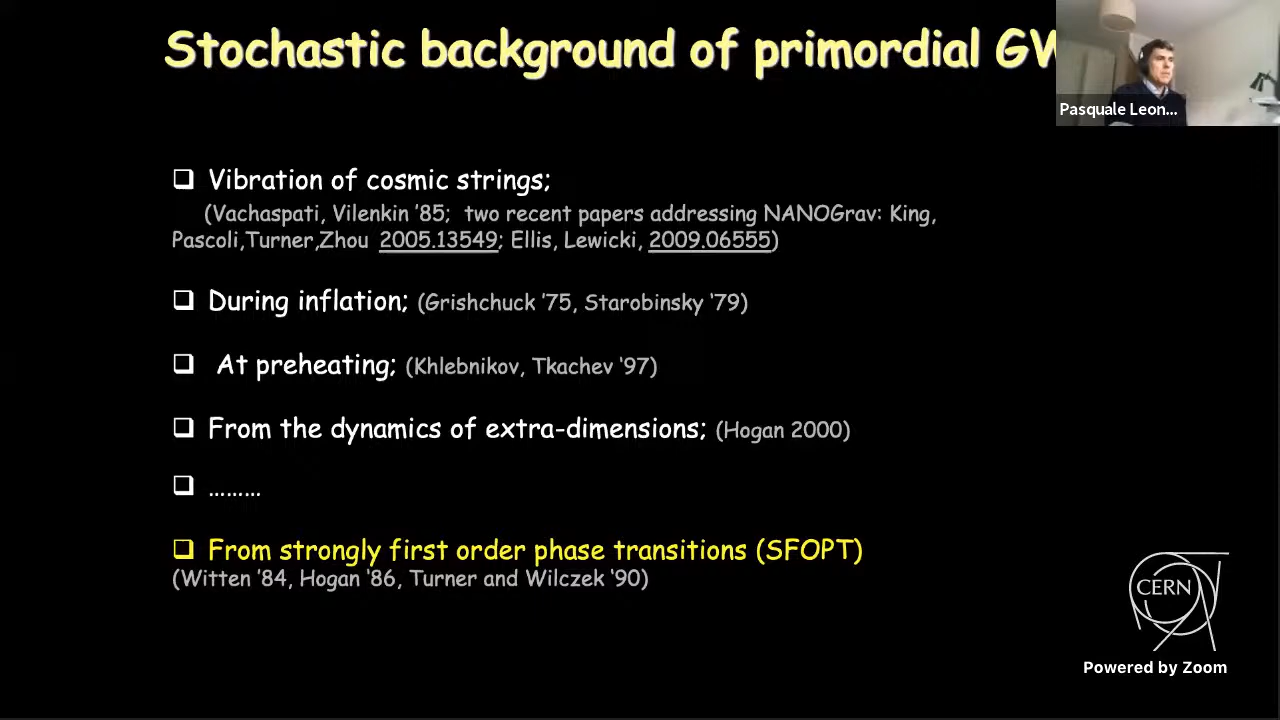 Stochastic background of primordial GW
Pasquale Leon...
❑ Vibration of cosmic strings;
(Vachaspati, Vilenkin '85; two recent papers addressing NANOGrav: King,
Pascoli,Turner,Zhou 2005.13549; Ellis, Lewicki, 2009.06555)
❑ During inflation; (Grishchuck '75, Starobinsky '79)
❑ At preheating; (Khlebnikov, Tkachev '97)
❑ From the dynamics of extra-dimensions; (Hogan 2000)
❑ .........
❑ From strongly first order phase transitions (SFOPT)
(Witten '84, Hogan '86, Turner and Wilczek '90)
CERN
Powered by Zoom